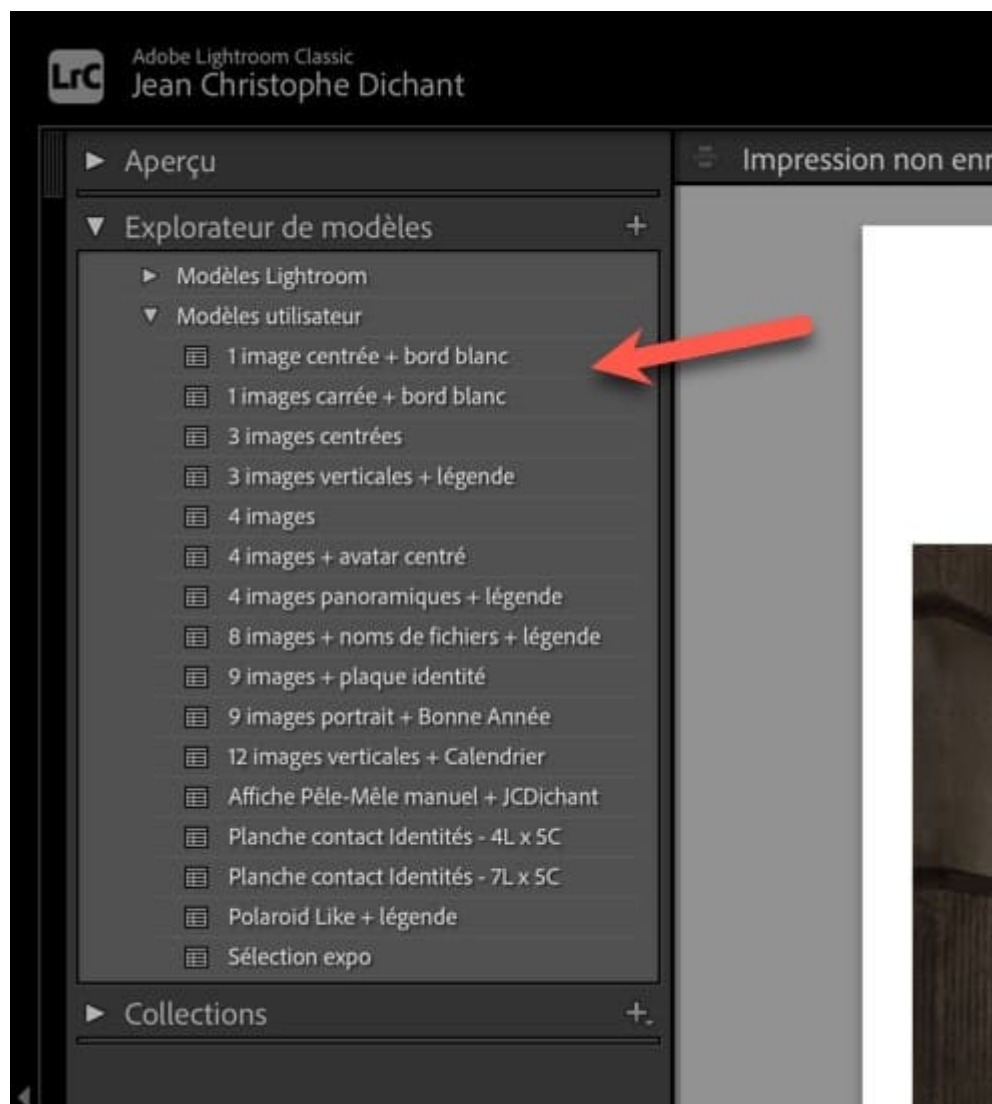 LrC
Adobe Lightroom Classic
Jean Christophe Dichant
Aperçu
Impression non
Explorateur de modèles
Modèles Lightroom
Modèles utilisateur
1 image centrée + bord blanc
1 images carrée + bord blanc
3 images centrées
3 images verticales + légende
4 images
4 images + avatar centré
4 images panoramiques + légende
8 images + noms de fichiers + légende
9 images + plaque identité
9 images portrait + Bonne Année
12 images verticales + Calendrier
Affiche Pêle-Mêle manuel + JCDichant
Planche contact Identités - 4L x 5C
Planche contact Identités - 7L x 5C
Polaroid Like + légende
Sélection expo
Collections